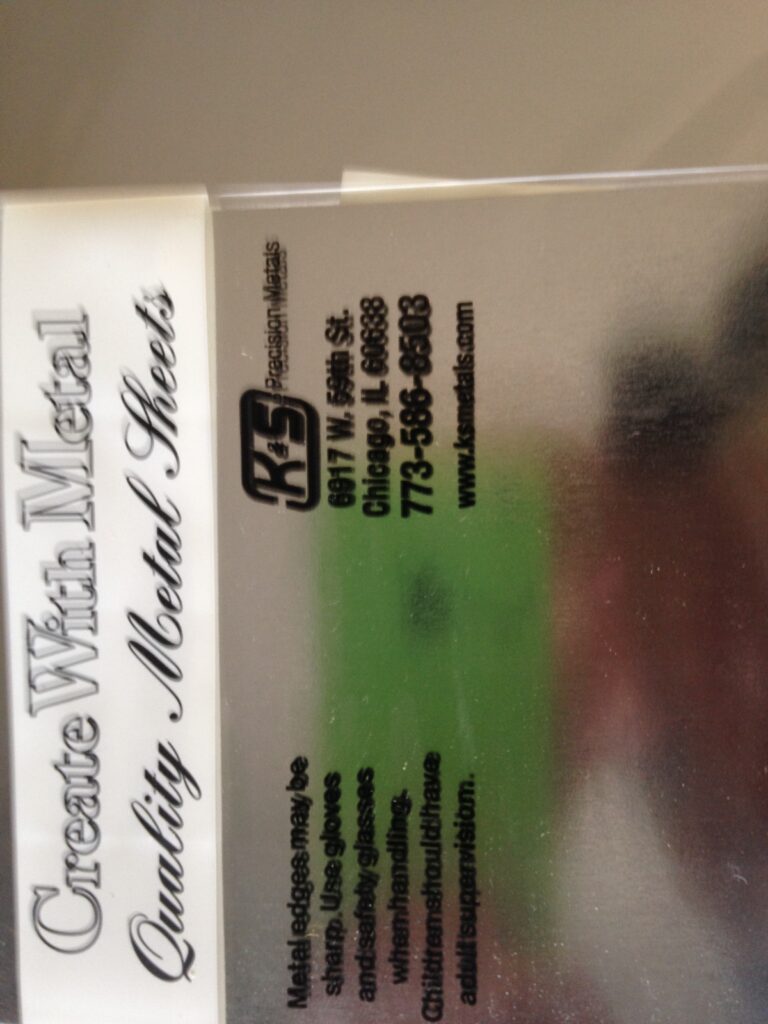 Create With Metal
Quality Metal Sheets
K&S Precision Metals
6917 W. 59th St.
Chicago, IL 60638
773-586-8503
www.ksmetals.com
Metal edges may be
sharp. Use gloves
and safety glasses
when handling.
Children should have
adult supervision.